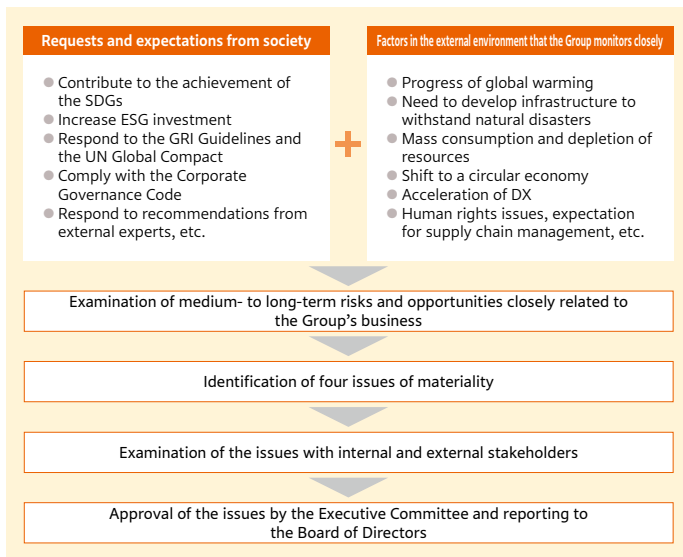 Requests and expectations from society
● Contribute to the achievement of
the SDGs
● Increase ESG investment
● Respond to the GRI Guidelines and
the UN Global Compact
● Comply with the Corporate
Governance Code
● Respond to recommendations from
external experts, etc.
+
Factors in the external environment that the Group monitors closely
● Progress of global warming
● Need to develop infrastructure to
withstand natural disasters
● Mass consumption and depletion of
resources
● Shift to a circular economy
● Acceleration of DX
● Human rights issues, expectation
for supply chain management, etc.
Examination of medium- to long-term risks and opportunities closely related to
the Group's business
Identification of four issues of materiality
Examination of the issues with internal and external stakeholders
Approval of the issues by the Executive Committee and reporting to
the Board of Directors